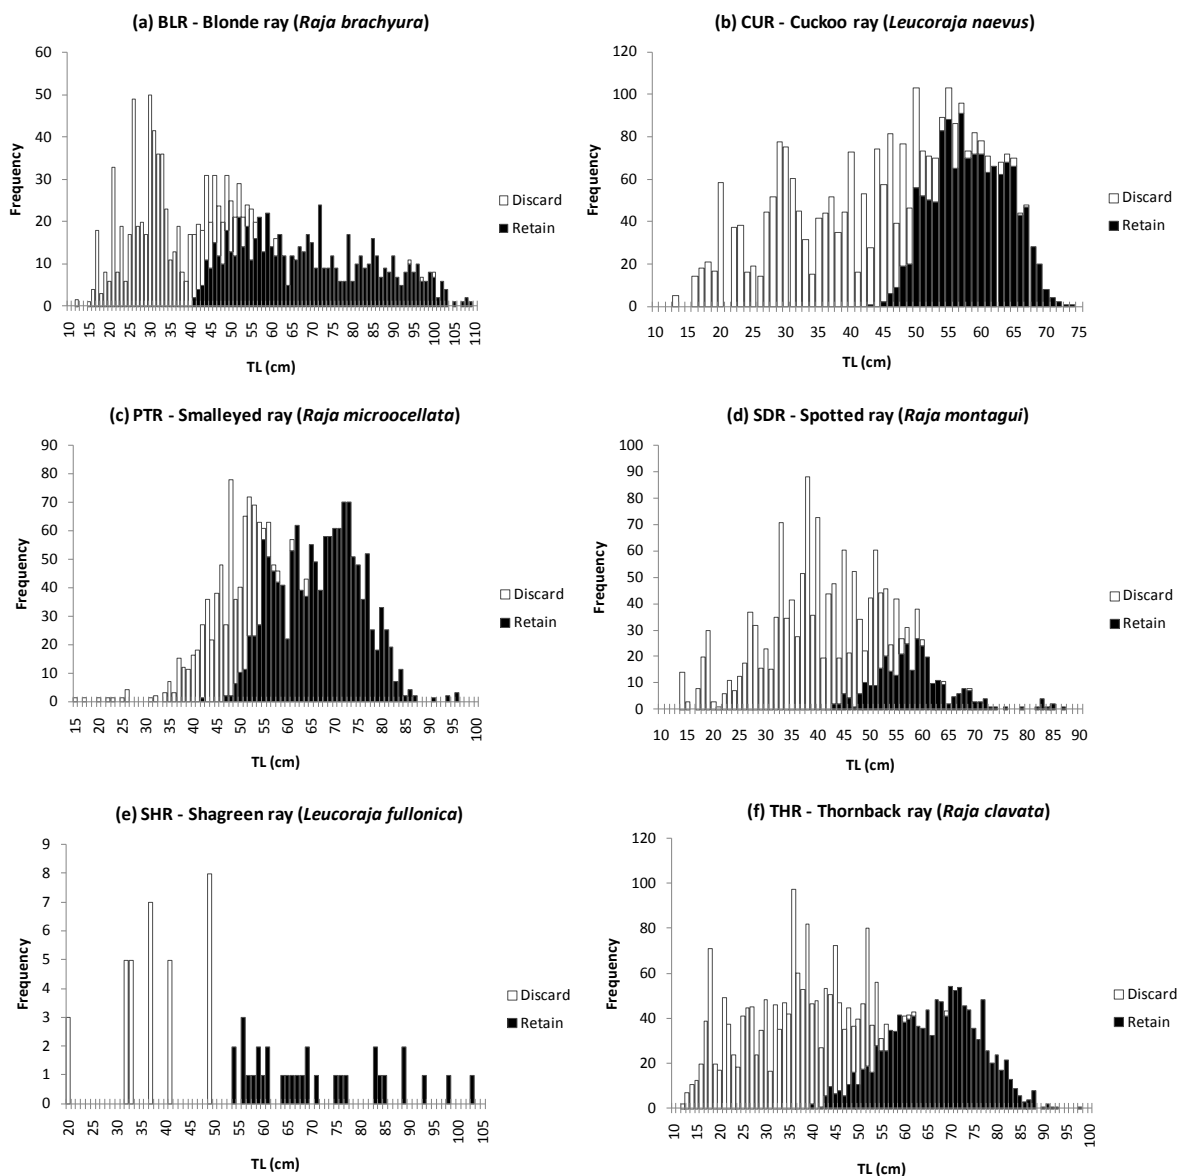 (a) BLR - Blonde ray (Raja brachyura)
60
50
40
30
20
10
0
Frequency
10 15 20 25 30 35 40 45 50 55 60 65 70 75 80 85 90 95 100 105 110
TL (cm)
Discard
Retain
(b) CUR - Cuckoo ray (Leucoraja naevus)
120
100
80
60
40
20
0
Frequency
10 15 20 25 30 35 40 45 50 55 60 65 70 75
TL (cm)
Discard
Retain
(c) PTR - Smalleyed ray (Raja microocellata)
90
80
70
60
50
40
30
20
10
0
Frequency
15 20 25 30 35 40 45 50 55 60 65 70 75 80 85 90 95 100
TL (cm)
Discard
Retain
(d) SDR - Spotted ray (Raja montagui)
100
90
80
70
60
50
40
30
20
10
0
Frequency
10 15 20 25 30 35 40 45 50 55 60 65 70 75 80 85 90
TL (cm)
Discard
Retain
(e) SHR - Shagreen ray (Leucoraja fullonica)
9
8
7
6
5
4
3
2
1
0
Frequency
20 25 30 35 40 45 50 55 60 65 70 75 80 85 90 95 100 105
TL (cm)
Discard
Retain
(f) THR - Thornback ray (Raja clavata)
120
100
80
60
40
20
0
Frequency
10 15 20 25 30 35 40 45 50 55 60 65 70 75 80 85 90 95 100
TL (cm)
Discard
Retain